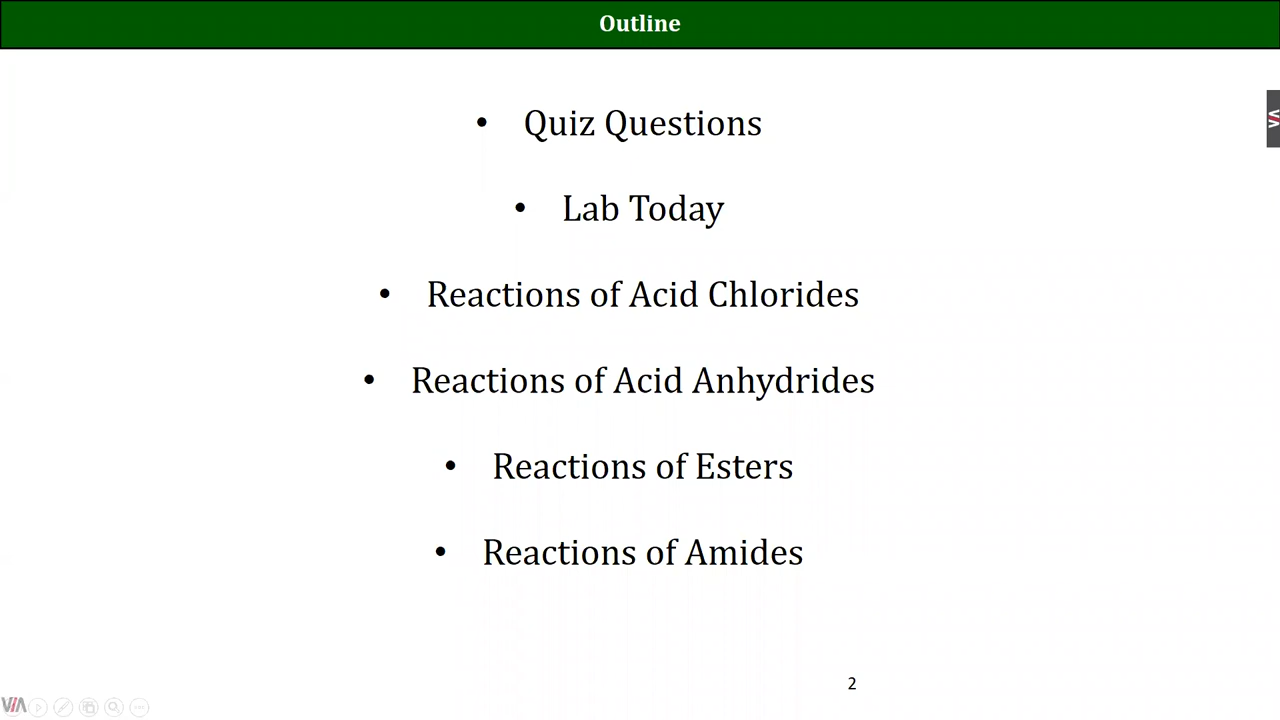 Outline
• Quiz Questions
• Lab Today
• Reactions of Acid Chlorides
• Reactions of Acid Anhydrides
• Reactions of Esters
• Reactions of Amides
2
VIA